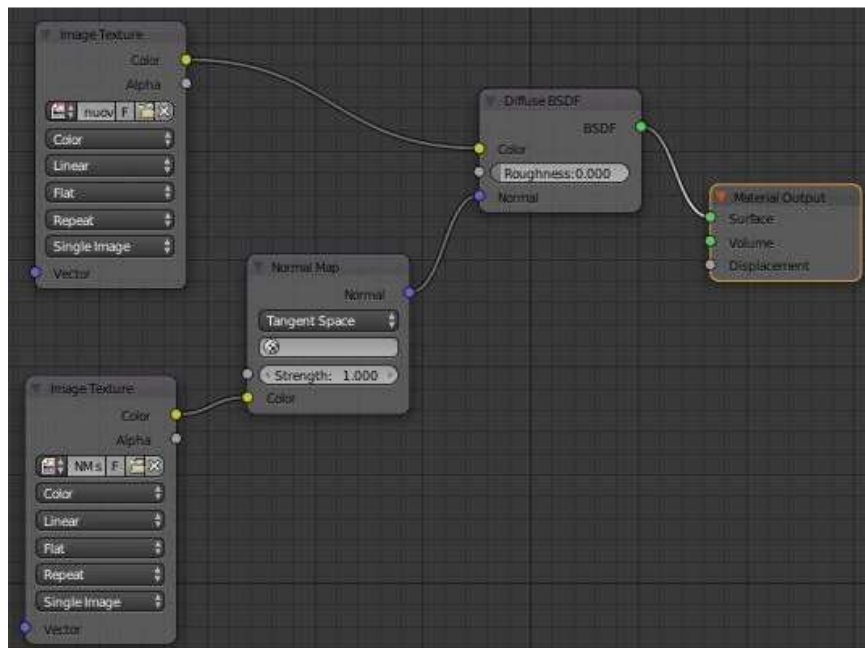 Image Texture
Color
Alpha
nuov F
Color
Linear
Flat
Repeat
Single Image
Vector
Diffuse BSDF
BSDF
Color
Roughness:0.000
Normal
Material Output
Surface
Volume
Displacement
Normal Map
Normal
Tangent Space
Strength: 1.000
Color
Image Texture
Color
Alpha
NM s F
Color
Linear
Flat
Repeat
Single Image
Vector